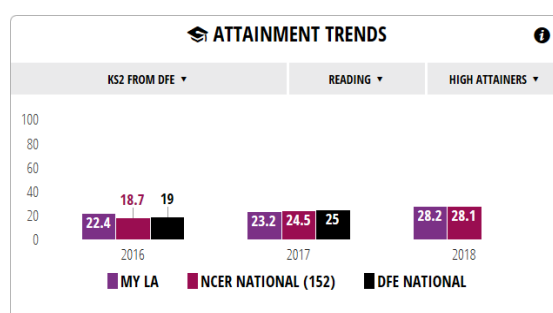 ATTAINMENT TRENDS
KS2 FROM DFE ▼ READING ▼ HIGH ATTAINERS ▼
100
80
60
40
20
0
22.4 18.7 19
23.2 24.5 25
28.2 28.1
2016 2017 2018
MY LA NCER NATIONAL (152) DFE NATIONAL